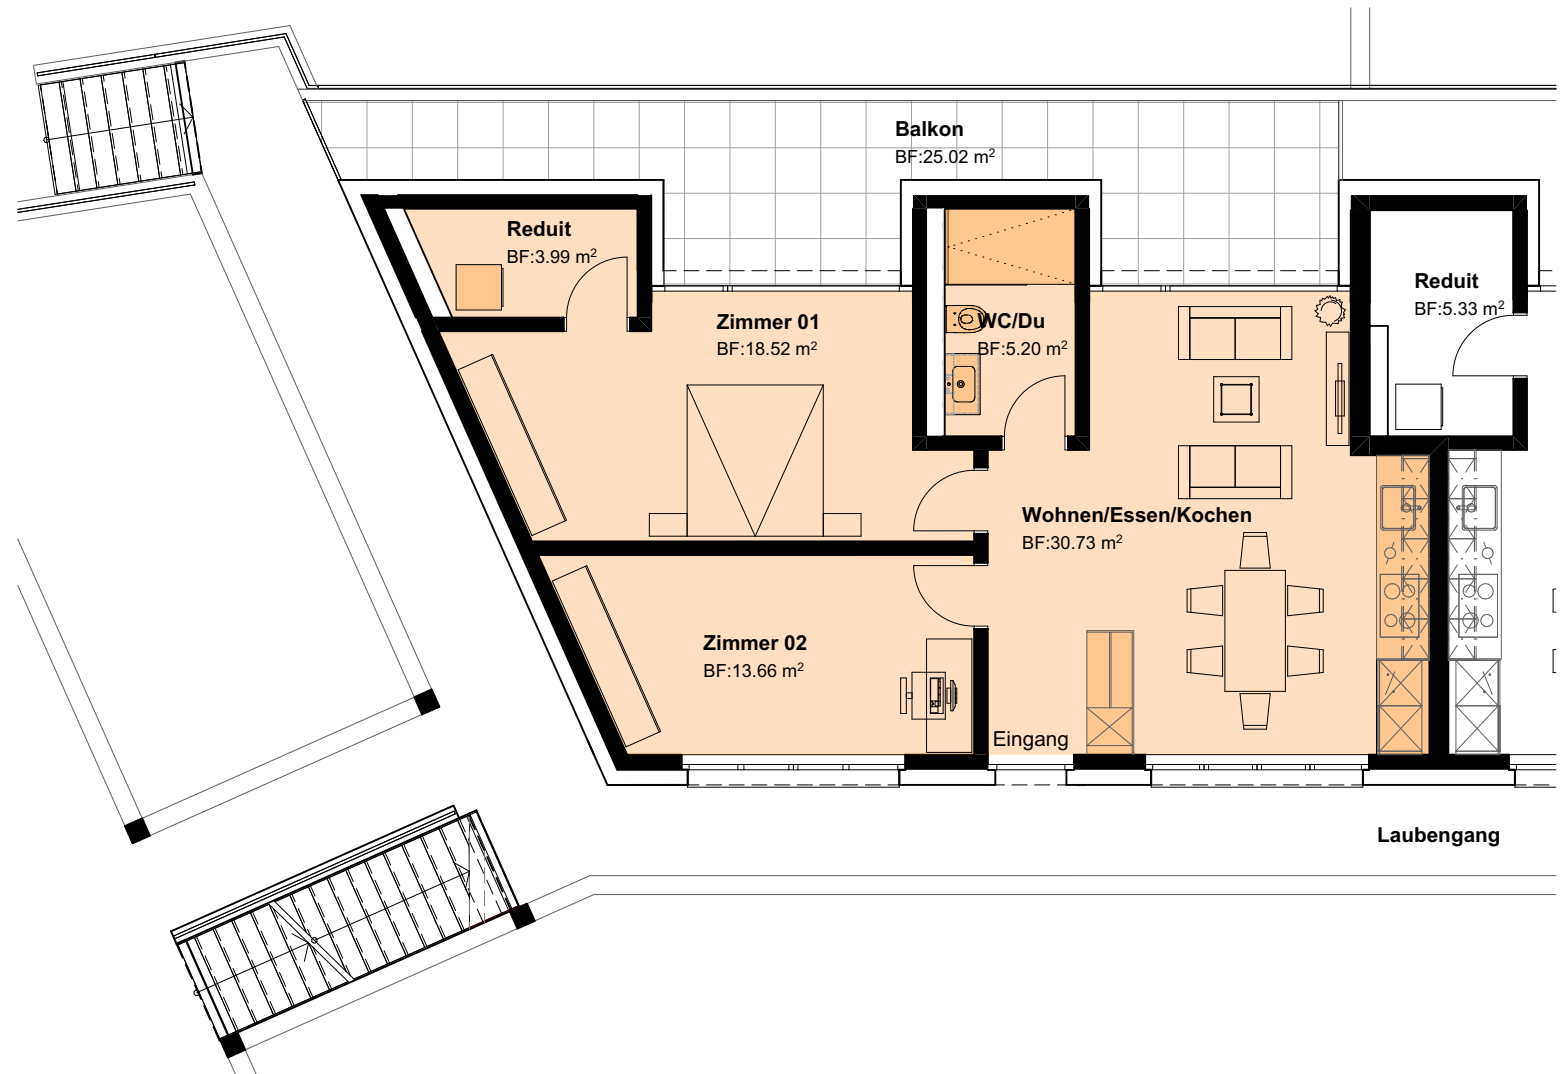 Balkon
BF:25.02 m²
Reduit
BF:3.99 m²
Zimmer 01
BF:18.52 m²
WC/Du
BF:5.20 m²
Reduit
BF:5.33 m²
Wohnen/Essen/Kochen
BF:30.73 m²
Zimmer 02
BF:13.66 m²
Eingang
Laubengang